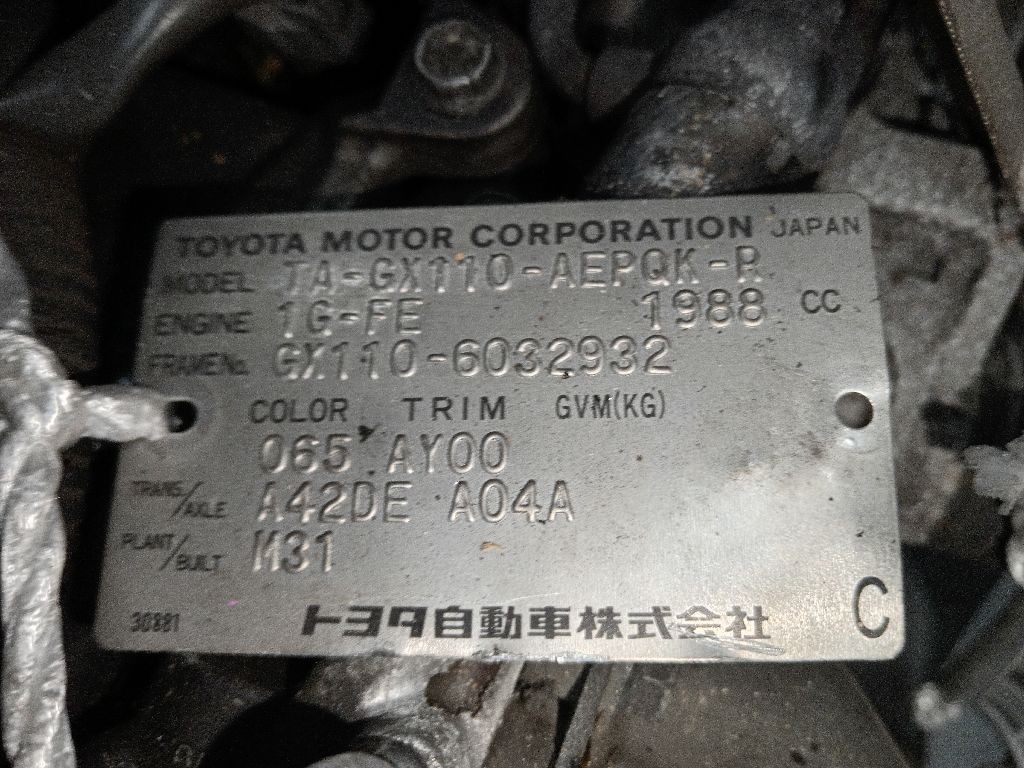 TOYOTA MOTOR CORPORATION JAPAN
MODEL TA-GX110-AEPQK-R
ENGINE 1G-FE 1988 CC
FRAME No. GX110-6032932
COLOR TRIM GVM(KG)
065 AY00
TRANS/AXLE A42DE A04A
PLANT/BUILT M31
30881 トヨタ自動車株式会社 C